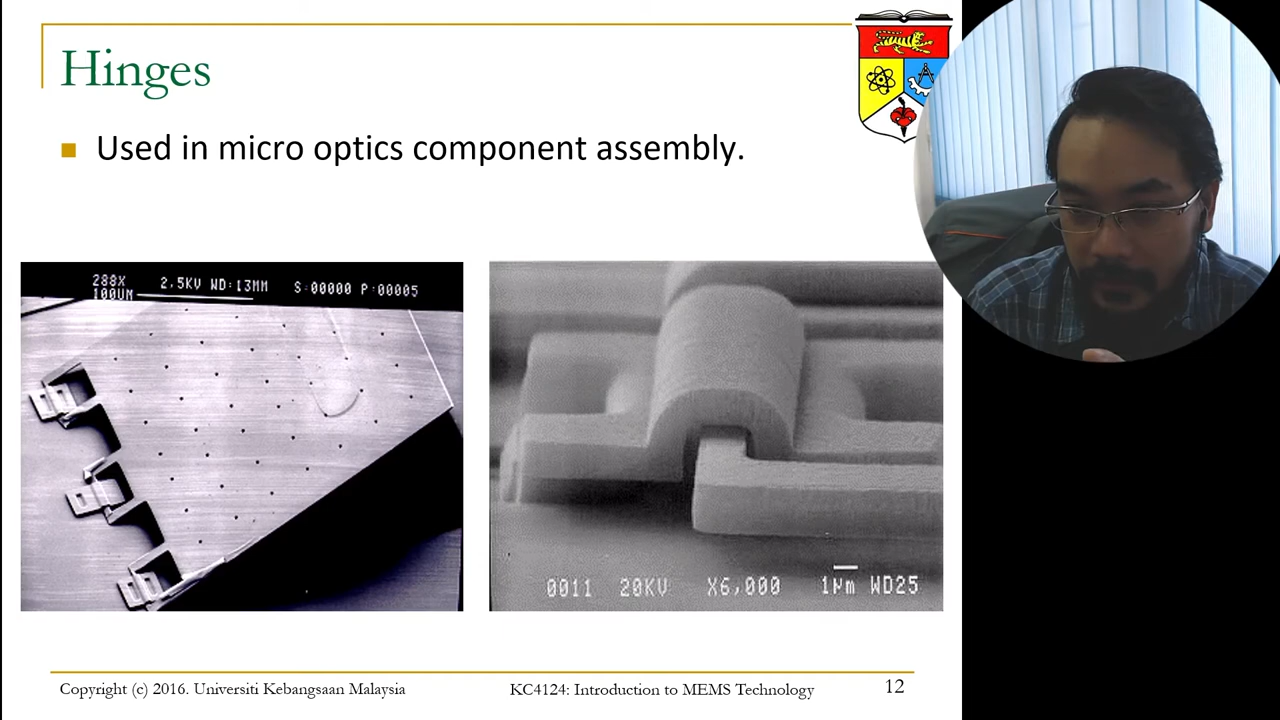 Hinges
Used in micro optics component assembly.
288X 2.5KV WD:13MM S:00000 P:00005
100UM
0011 20KV X6,000 1µm WD25
Copyright (c) 2016. Universiti Kebangsaan Malaysia
KC4124: Introduction to MEMS Technology
12